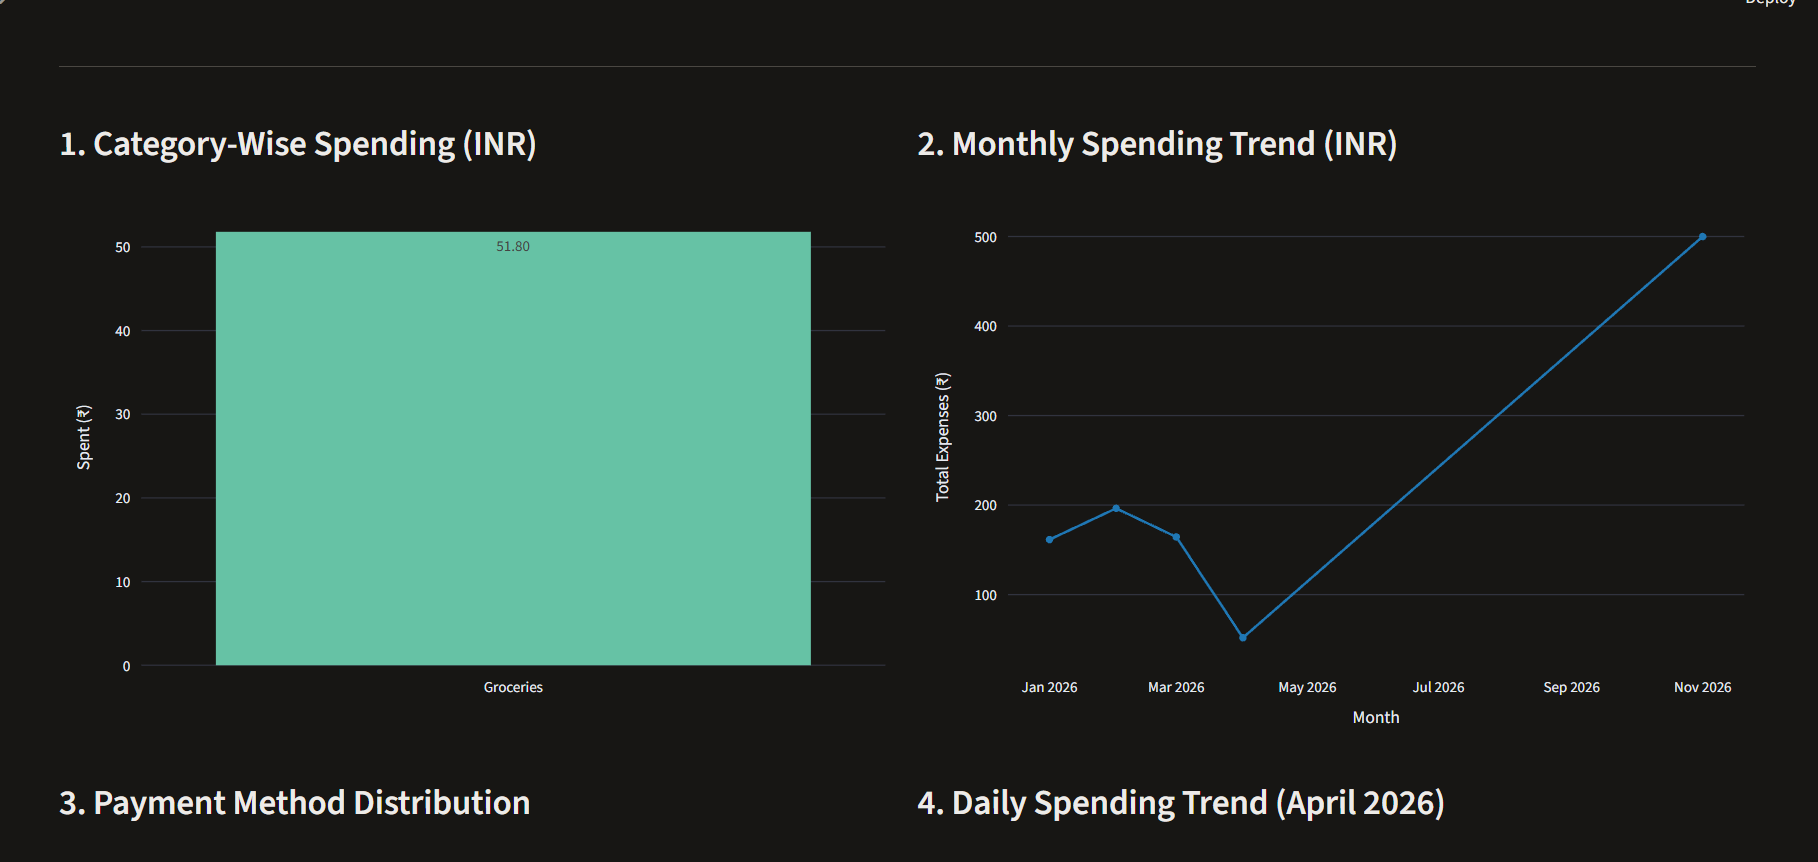 Deploy
1. Category-Wise Spending (INR)
2. Monthly Spending Trend (INR)
50
40
30
20
10
0
Spent (₹)
51.80
Groceries
500
400
300
200
100
Total Expenses (₹)
Jan 2026
Mar 2026
May 2026
Jul 2026
Sep 2026
Nov 2026
Month
3. Payment Method Distribution
4. Daily Spending Trend (April 2026)